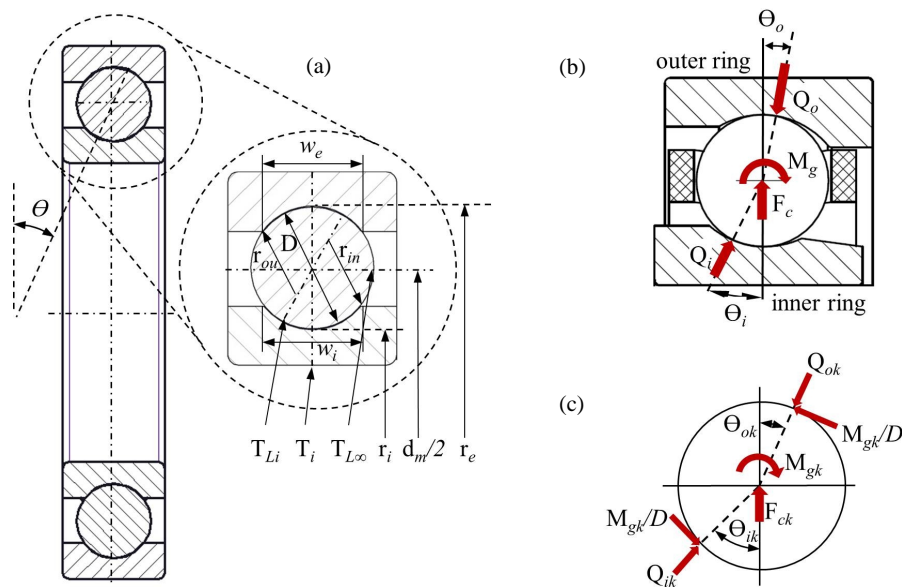 (a)
Θ
w_e
D
r_ou
r_in
w_i
T_Li T_i T_L∞ r_i d_m/2 r_e
(b)
Θ_o
outer ring
Q_o
M_g
F_c
Q_i
inner ring
Θ_i
(c)
Q_ok
Θ_ok
M_gk/D
M_gk
F_ck
M_gk/D
Θ_ik
Q_ik